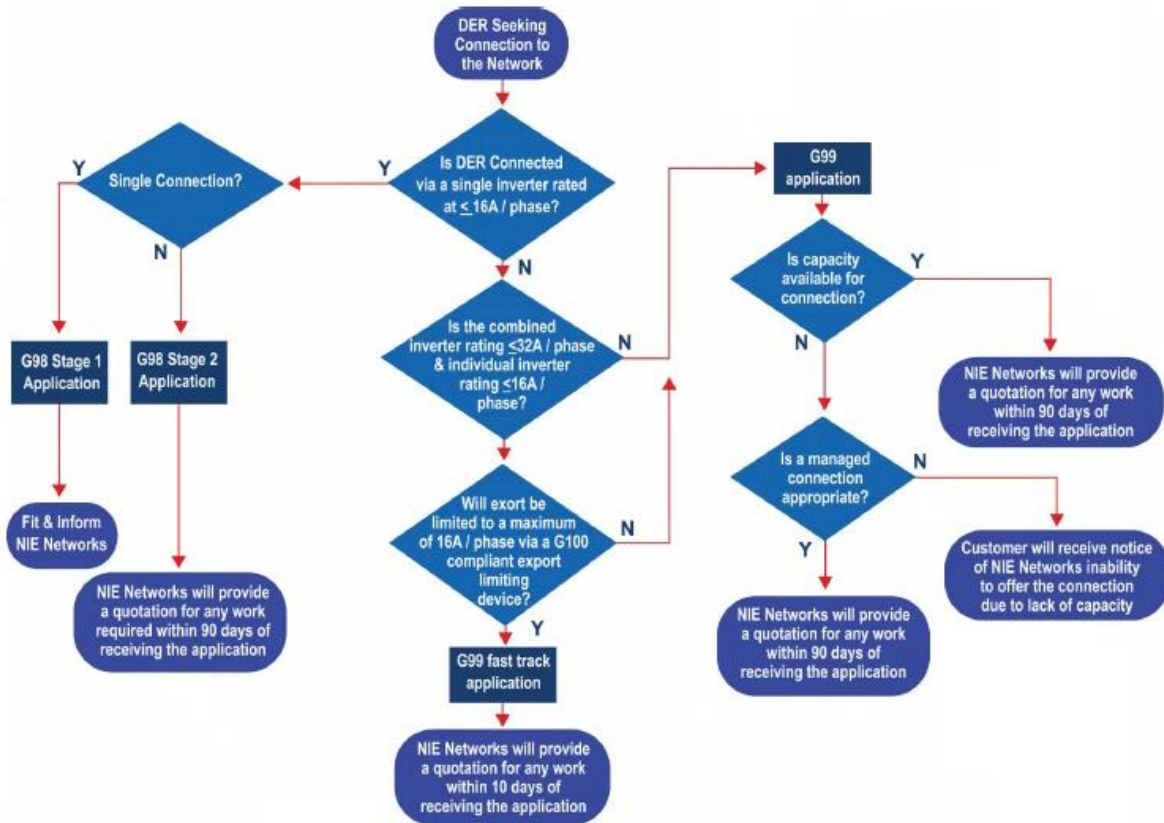 DER Seeking
Connection to
the Network
Is DER Connected
via a single inverter rated
at ≤ 16A / phase?
Y
Single Connection?
Y
N
G98 Stage 1
Application
G98 Stage 2
Application
Fit & Inform
NIE Networks
NIE Networks will provide
a quotation for any work
required within 90 days of
receiving the application
N
Is the combined
inverter rating ≤32A / phase
& individual inverter
rating ≤16A /
phase?
N
Will exort be
limited to a maximum
of 16A / phase via a G100
compliant export
limiting
device?
N
Y
G99 fast track
application
NIE Networks will provide
a quotation for any work
within 10 days of
receiving the application
G99
application
Is capacity
available for
connection?
Y
N
NIE Networks will provide
a quotation for any work
within 90 days of
receiving the application
Is a managed
connection
appropriate?
N
Y
Customer will receive notice
of NIE Networks inability
to offer the connection
due to lack of capacity
NIE Networks will provide
a quotation for any work
within 90 days of
receiving the application